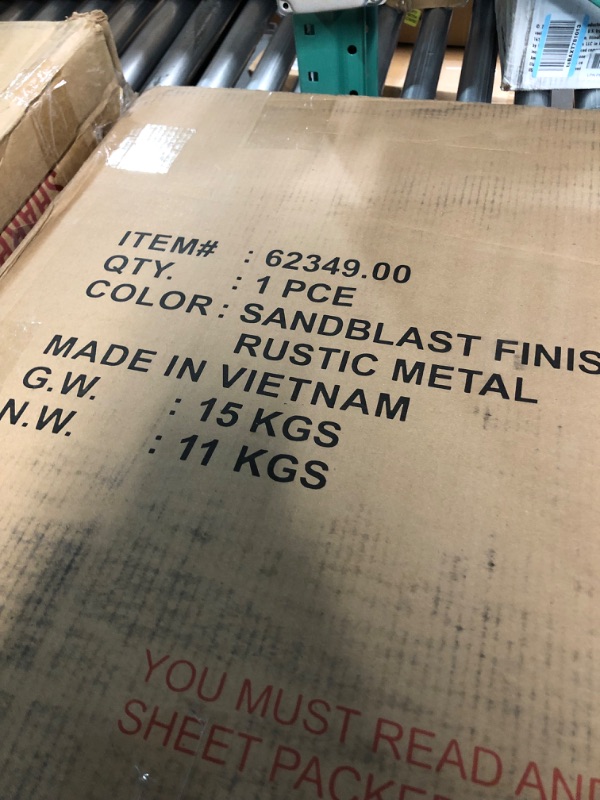 ITEM# : 62349.00
QTY. : 1 PCE
COLOR : SANDBLAST FINIS
RUSTIC METAL
MADE IN VIETNAM
G.W. : 15 KGS
N.W. : 11 KGS
YOU MUST READ AND
SHEET PACKE